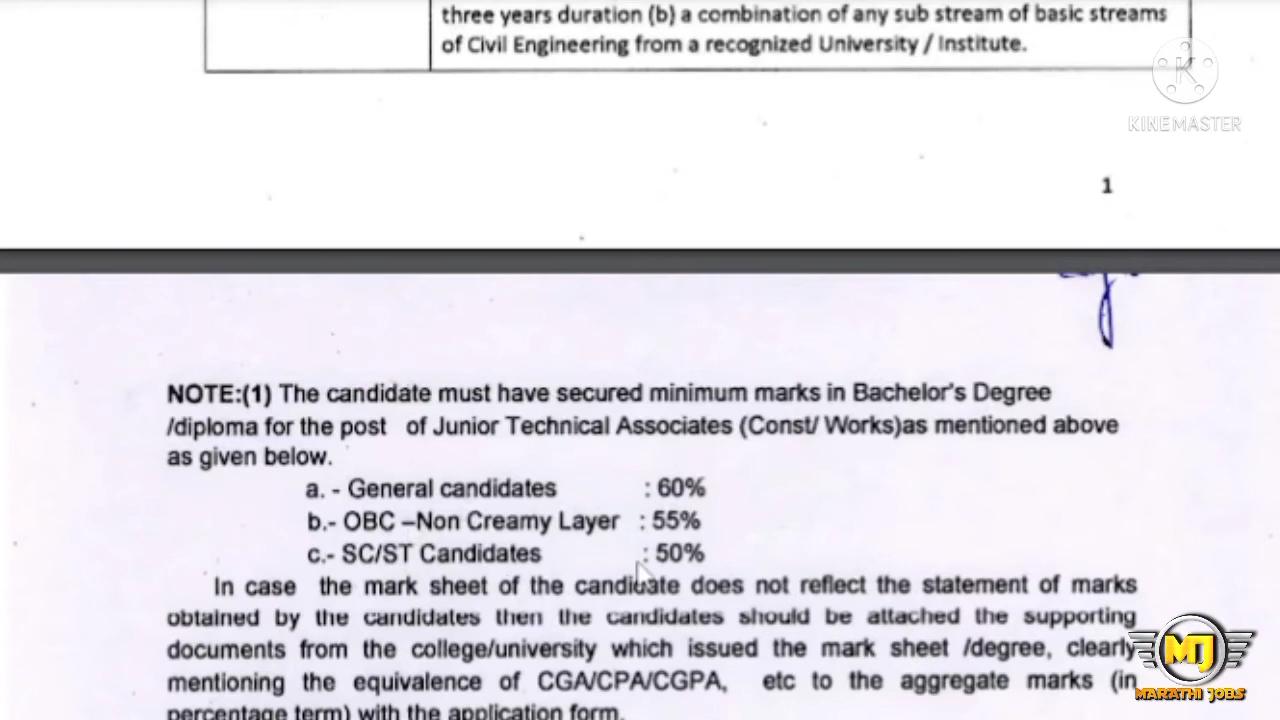 three years duration (b) a combination of any sub stream of basic streams
of Civil Engineering from a recognized University / Institute.
K
KINEMASTER
1
NOTE:(1) The candidate must have secured minimum marks in Bachelor's Degree
/diploma for the post of Junior Technical Associates (Const/ Works)as mentioned above
as given below.
a. - General candidates : 60%
b.- OBC –Non Creamy Layer : 55%
c.- SC/ST Candidates : 50%
In case the mark sheet of the candidate does not reflect the statement of marks
obtained by the candidates then the candidates should be attached the supporting
documents from the college/university which issued the mark sheet /degree, clearly
mentioning the equivalence of CGA/CPA/CGPA, etc to the aggregate marks (in
percentage term) with the application form.
MJ
MARATHI JOBS